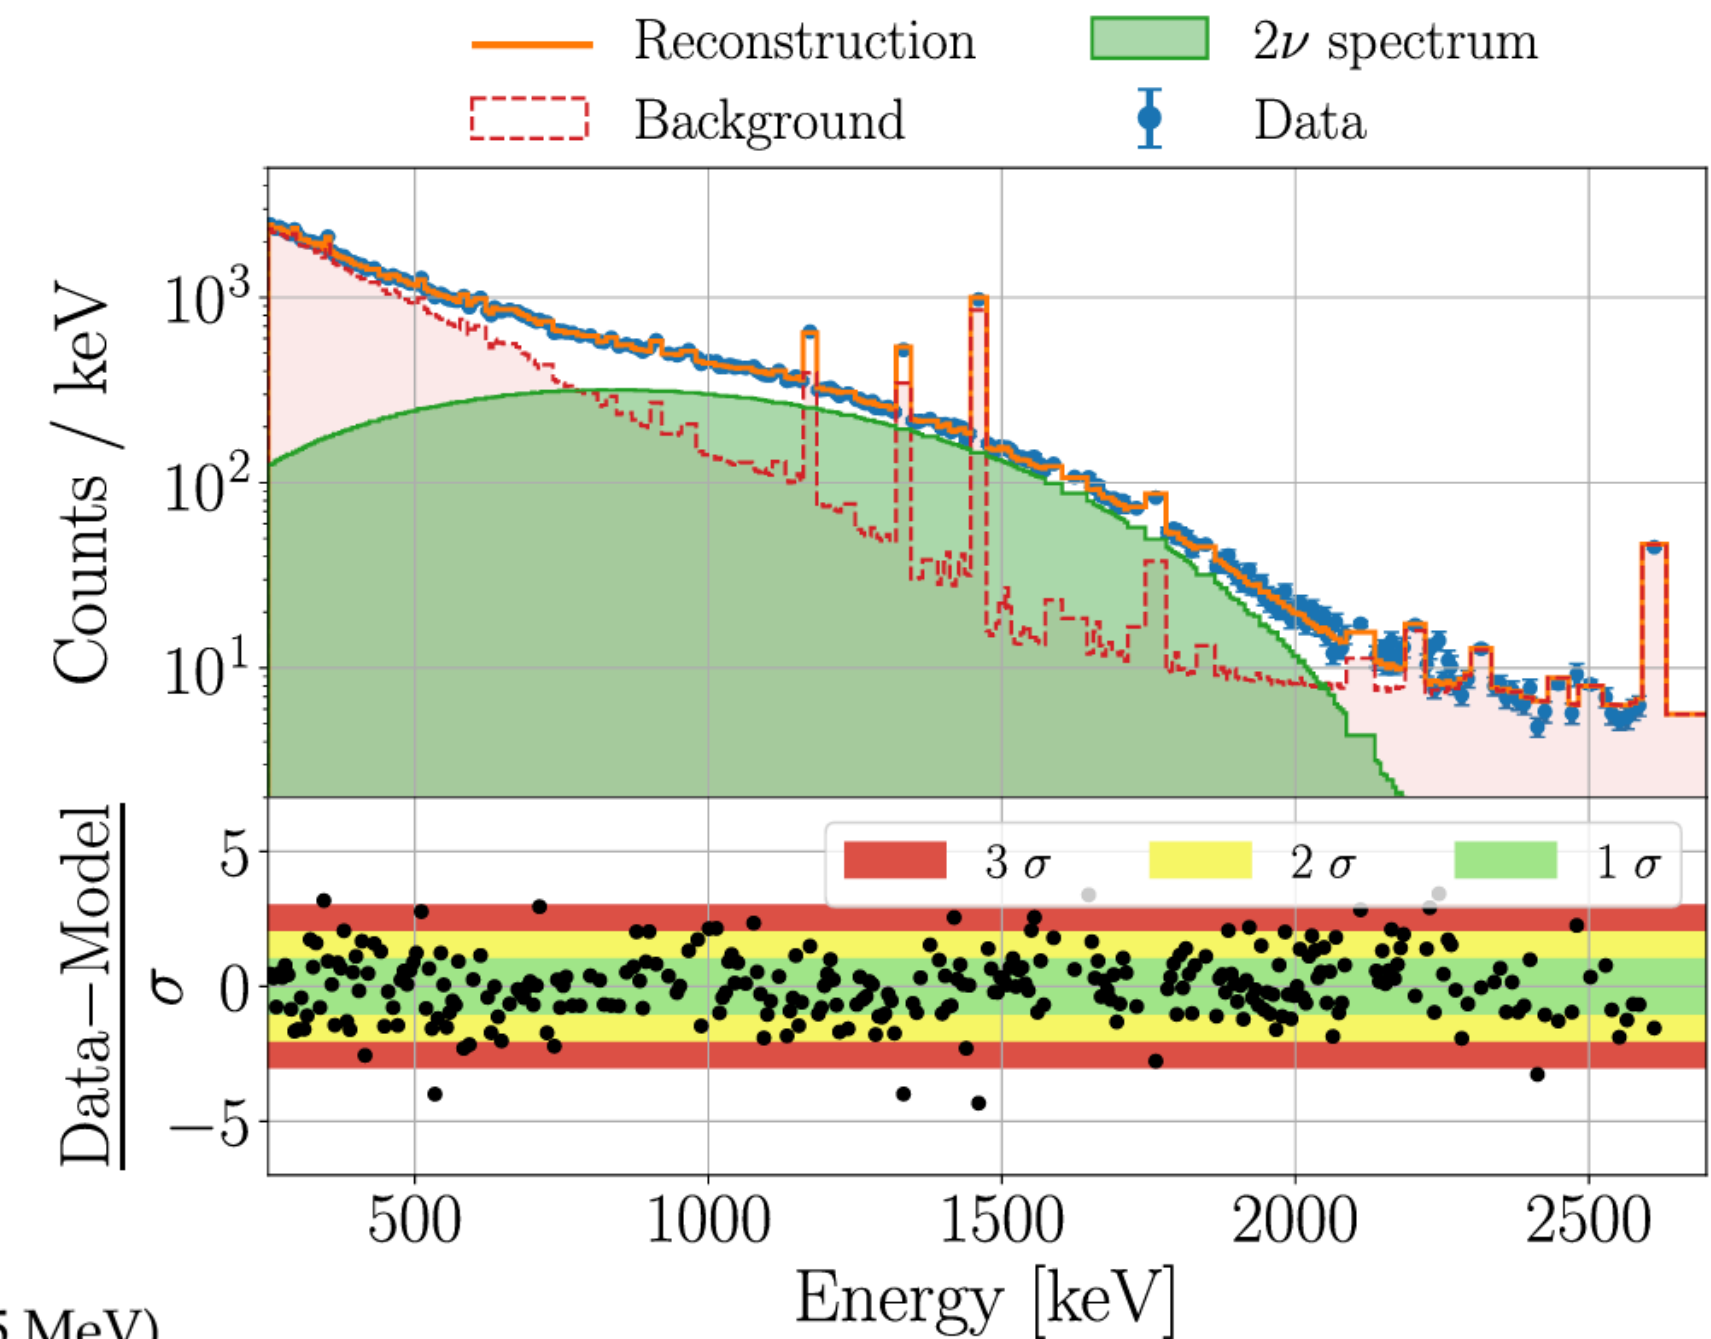 Reconstruction
2ν spectrum
Background
Data
Counts / keV
10³
10²
10¹
Data−Model
σ
5
0
−5
3 σ
2 σ
1 σ
500 1000 1500 2000 2500
Energy [keV]
MeV)